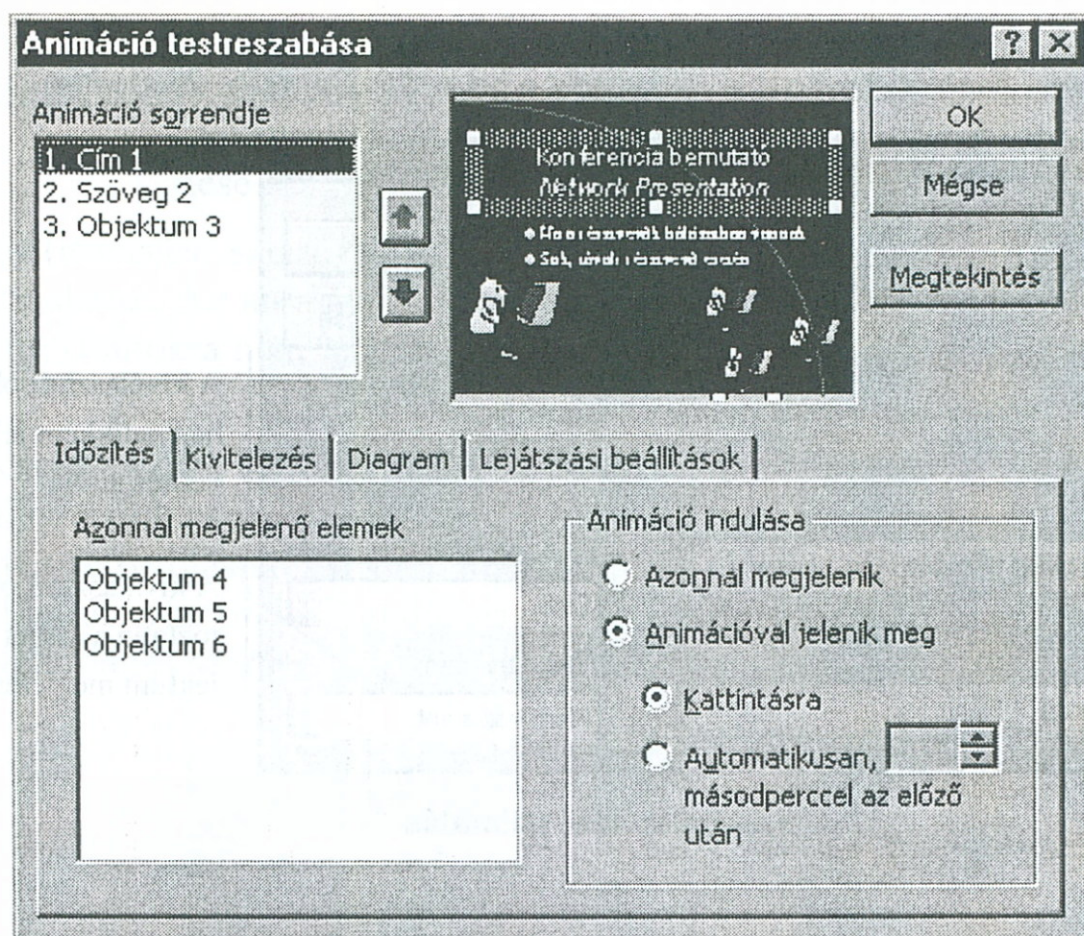 Animáció testreszabása
Animáció sorrendje
1. Cím 1
2. Szöveg 2
3. Objektum 3
Konferencia bemutató
Network Presentation
OK
Mégse
Megtekintés
Időzítés
Kivitelezés
Diagram
Lejátszási beállítások
Azonnal megjelenő elemek
Objektum 4
Objektum 5
Objektum 6
Animáció indulása
Azonnal megjelenik
Animációval jelenik meg
Kattintásra
Automatikusan,
másodperccel az előző
után